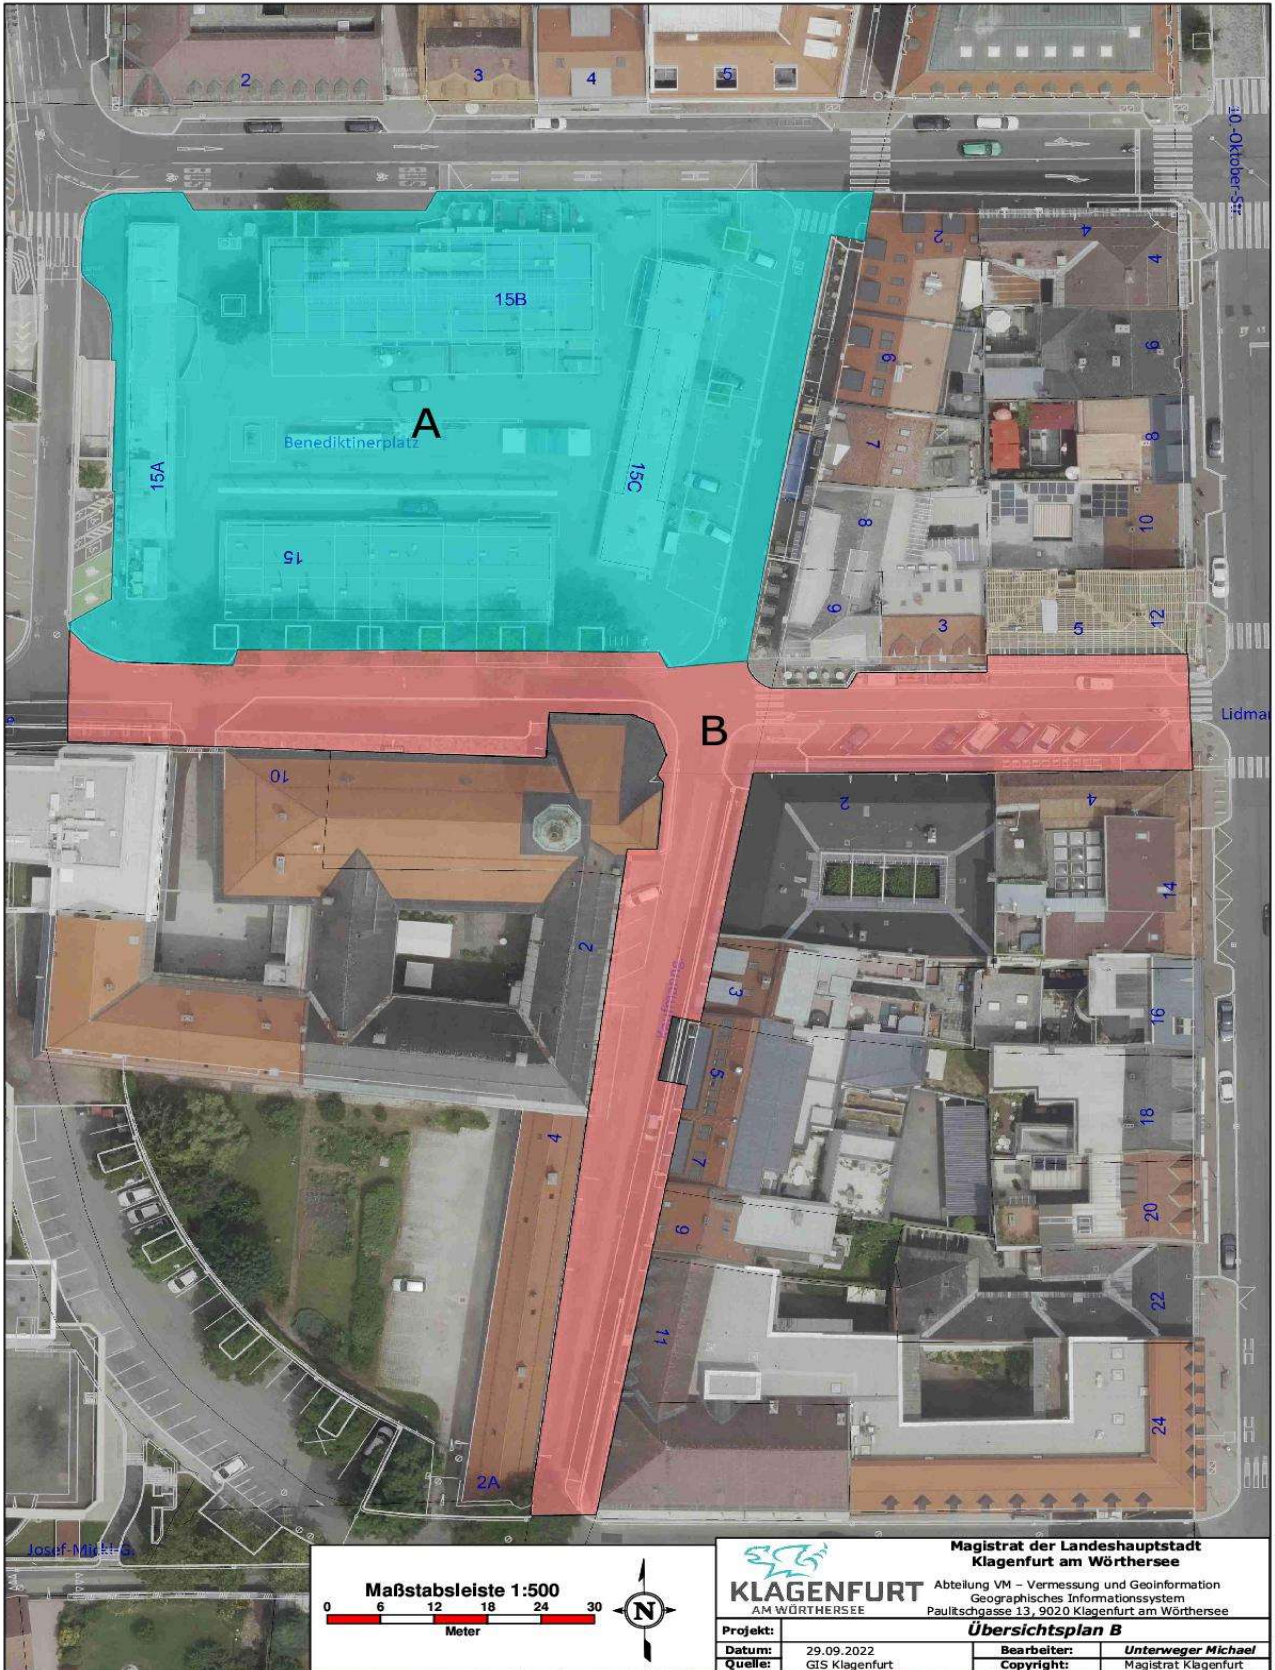 2
3
4
5
10.-Oktober-Str.
2
4
4
15B
6
6
A
Benediktinerplatz
7
8
15A
15C
8
10
15
9
3
5
12
B
Lidma
10
2
4
14
2
3
16
5
18
4
7
20
9
22
11
24
2A
Josef-Mickl-G.
Maßstabsleiste 1:500
0 6 12 18 24 30
Meter
N
KLAGENFURT
AM WÖRTHERSEE
Magistrat der Landeshauptstadt
Klagenfurt am Wörthersee
Abteilung VM – Vermessung und Geoinformation
Geographisches Informationssystem
Paulitschgasse 13, 9020 Klagenfurt am Wörthersee
Projekt: Übersichtsplan B
Datum: 29.09.2022 Bearbeiter: Unterweger Michael
Quelle: GIS Klagenfurt Copyright: Magistrat Klagenfurt